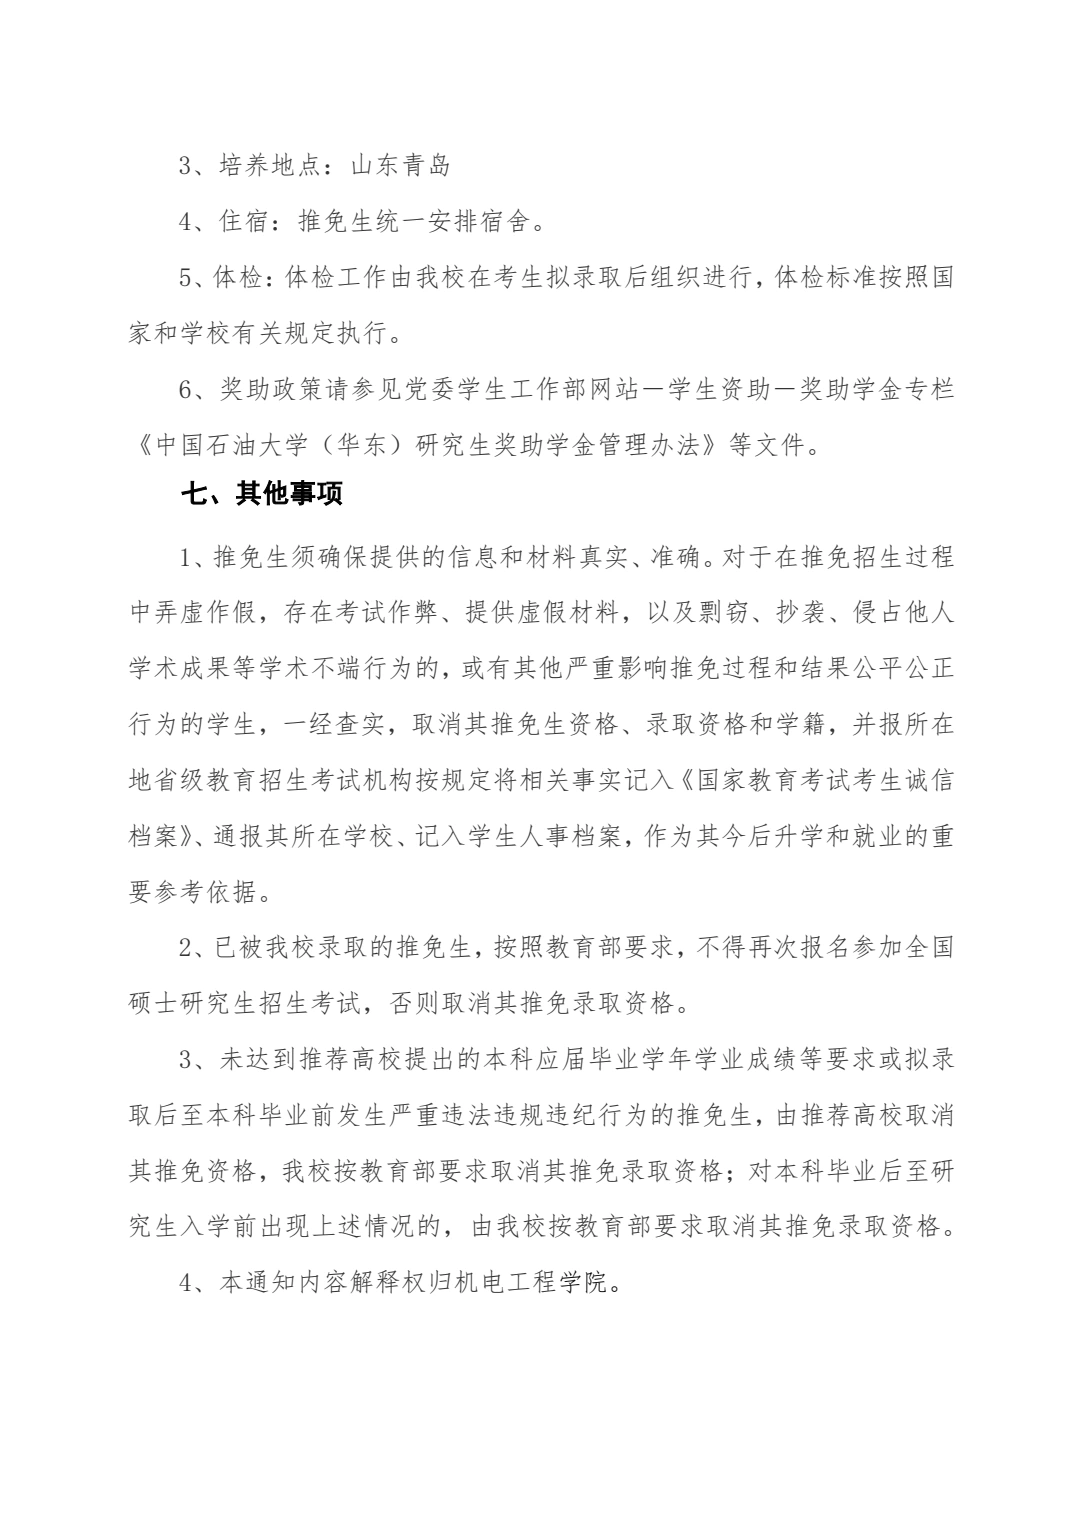 3、培养地点：山东青岛
4、住宿：推免生统一安排宿舍。
5、体检：体检工作由我校在考生拟录取后组织进行，体检标准按照国
家和学校有关规定执行。
6、奖助政策请参见党委学生工作部网站－学生资助－奖助学金专栏
《中国石油大学（华东）研究生奖助学金管理办法》等文件。
七、其他事项
1、推免生须确保提供的信息和材料真实、准确。对于在推免招生过程
中弄虚作假，存在考试作弊、提供虚假材料，以及剽窃、抄袭、侵占他人
学术成果等学术不端行为的，或有其他严重影响推免过程和结果公平公正
行为的学生，一经查实，取消其推免生资格、录取资格和学籍，并报所在
地省级教育招生考试机构按规定将相关事实记入《国家教育考试考生诚信
档案》、通报其所在学校、记入学生人事档案，作为其今后升学和就业的重
要参考依据。
2、已被我校录取的推免生，按照教育部要求，不得再次报名参加全国
硕士研究生招生考试，否则取消其推免录取资格。
3、未达到推荐高校提出的本科应届毕业学年学业成绩等要求或拟录
取后至本科毕业前发生严重违法违规违纪行为的推免生，由推荐高校取消
其推免资格，我校按教育部要求取消其推免录取资格；对本科毕业后至研
究生入学前出现上述情况的，由我校按教育部要求取消其推免录取资格。
4、本通知内容解释权归机电工程学院。